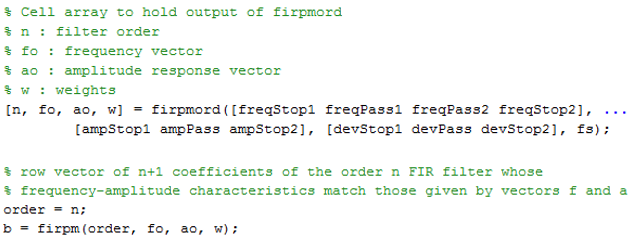 % Cell array to hold output of firpmord
% n : filter order
% fo : frequency vector
% ao : amplitude response vector
% w : weights
[n, fo, ao, w] = firpmord([freqStop1 freqPass1 freqPass2 freqStop2], ...
[ampStop1 ampPass ampStop2], [devStop1 devPass devStop2], fs);
% row vector of n+1 coefficients of the order n FIR filter whose
% frequency-amplitude characteristics match those given by vectors f and a
order = n;
b = firpm(order, fo, ao, w);